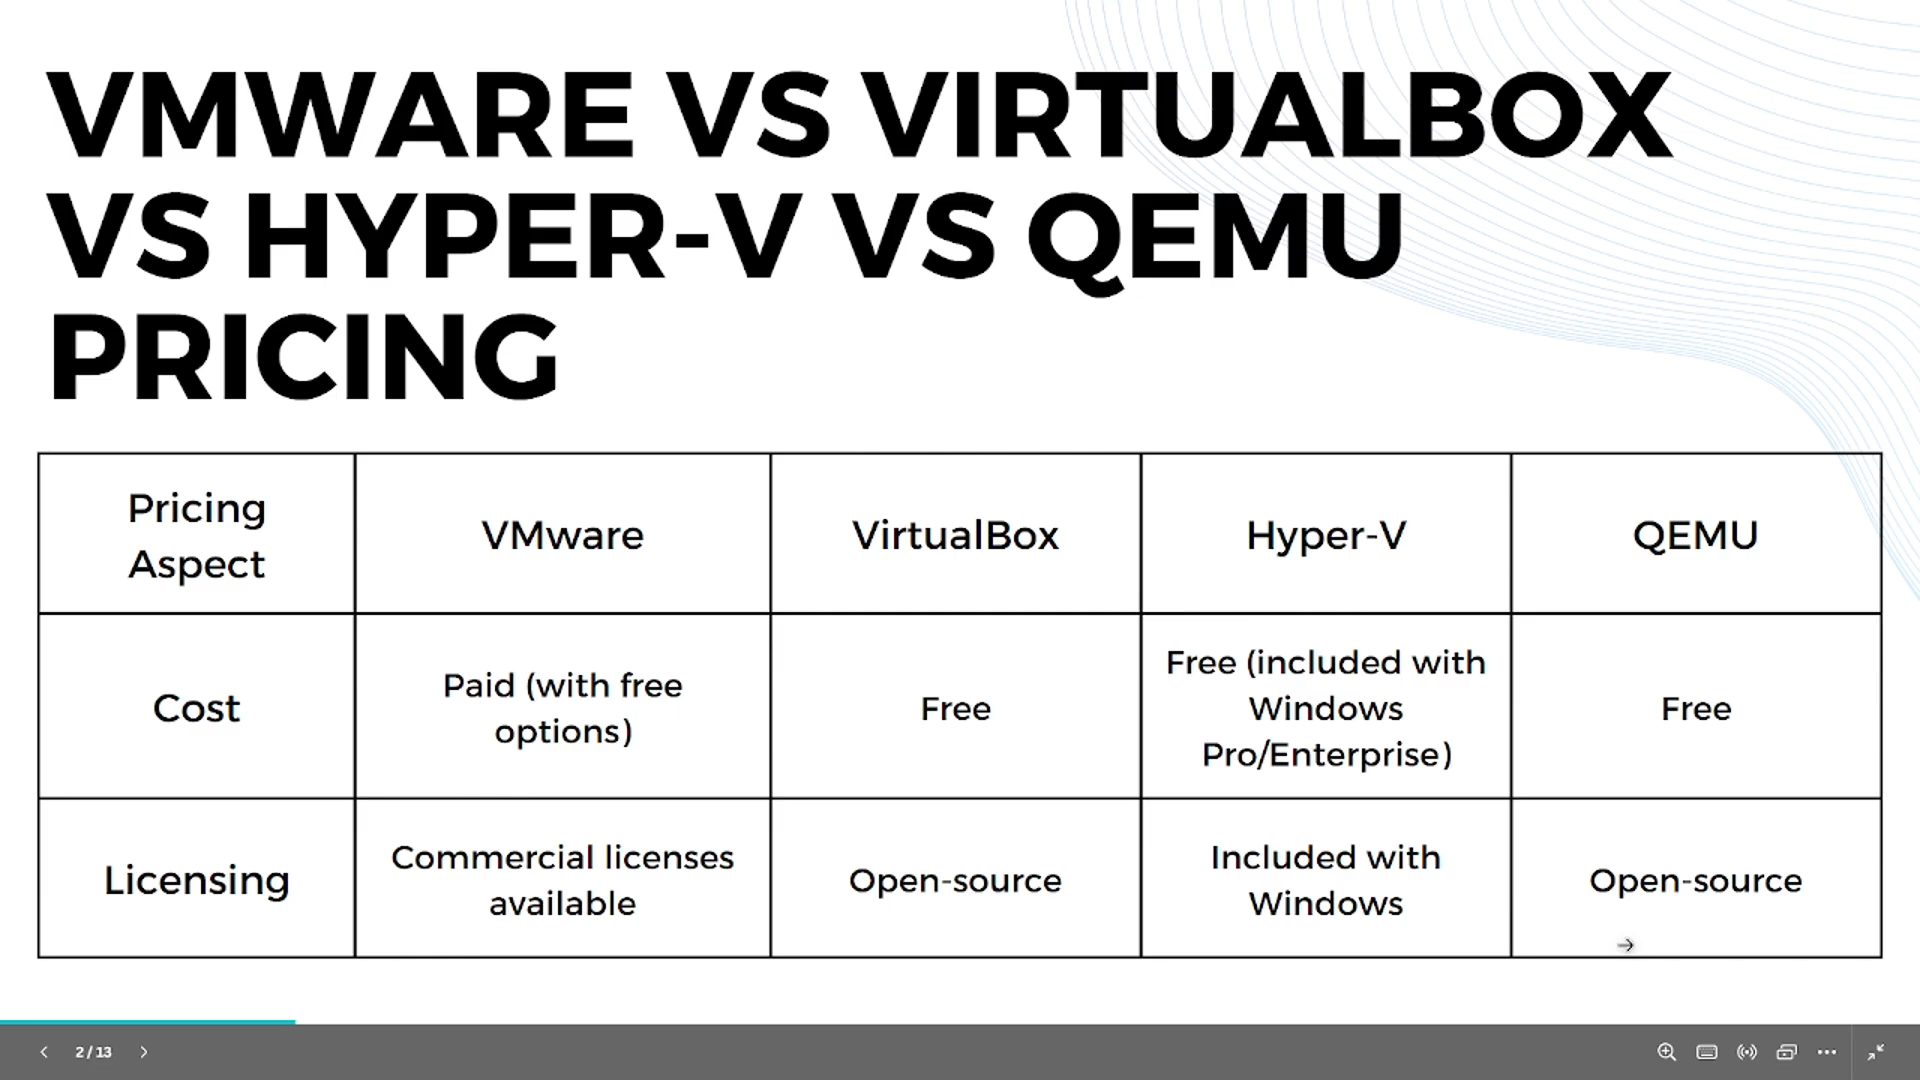 VMWARE VS VIRTUALBOX
VS HYPER-V VS QEMU
PRICING
Pricing
Aspect
VMware
VirtualBox
Hyper-V
QEMU
Cost
Paid (with free
options)
Free
Free (included with
Windows
Pro/Enterprise)
Free
Licensing
Commercial licenses
available
Open-source
Included with
Windows
Open-source
2 / 13